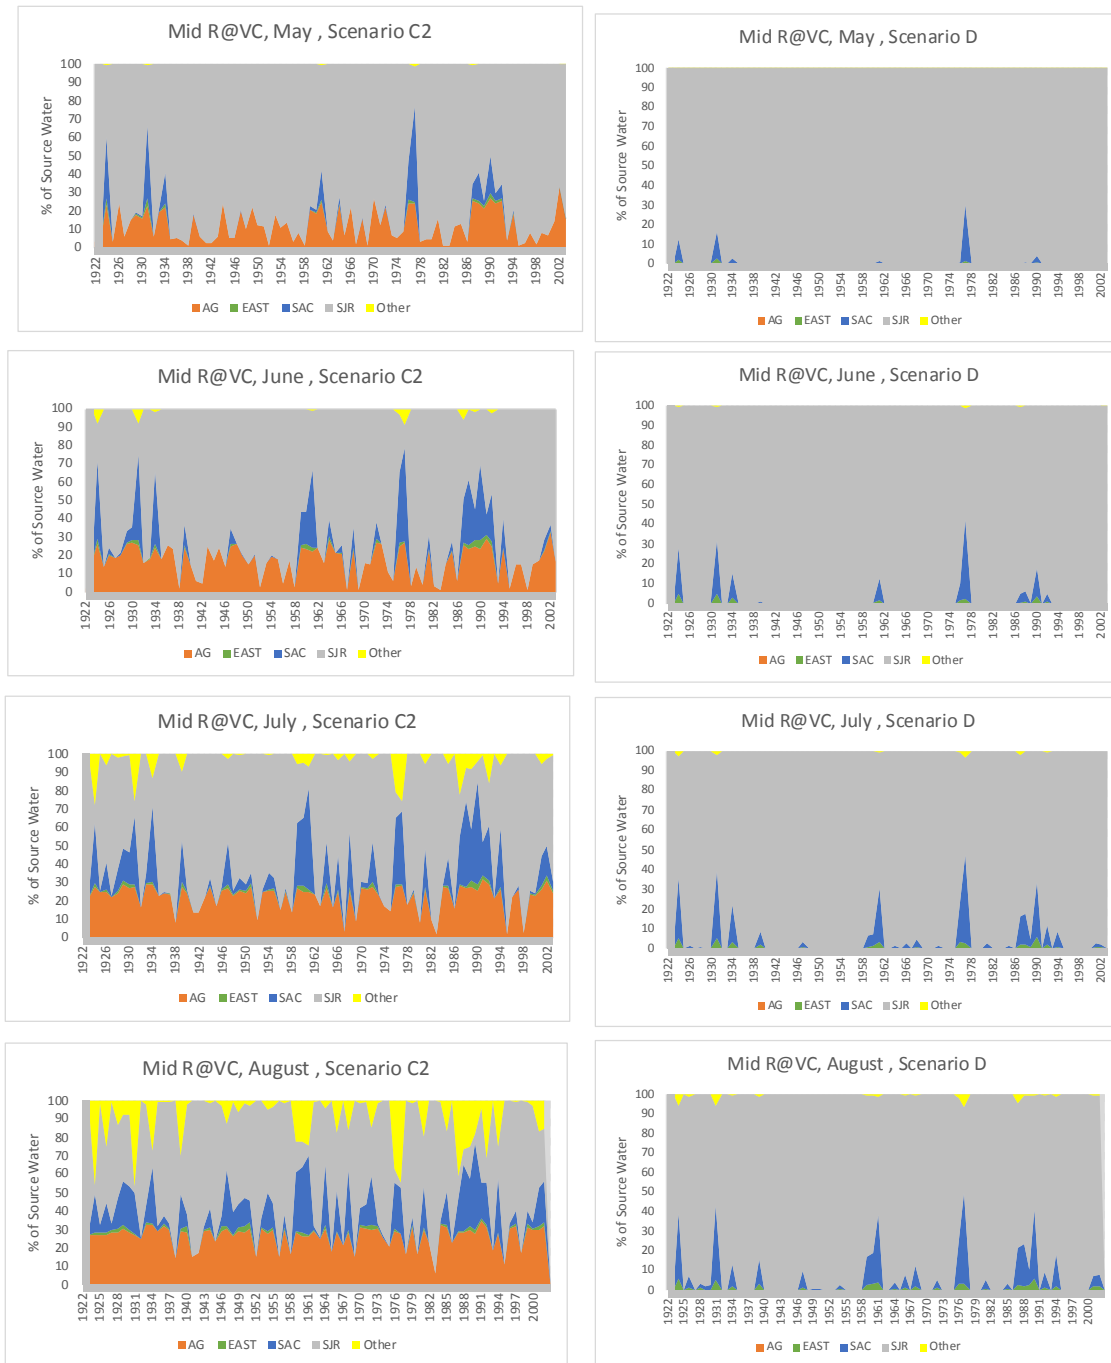 Mid R@VC, May , Scenario C2
% of Source Water
100
90
80
70
60
50
40
30
20
10
0
1922 1926 1930 1934 1938 1942 1946 1950 1954 1958 1962 1966 1970 1974 1978 1982 1986 1990 1994 1998 2002
AG EAST SAC SJR Other
Mid R@VC, May , Scenario D
% of Source Water
100
90
80
70
60
50
40
30
20
10
0
1922 1926 1930 1934 1938 1942 1946 1950 1954 1958 1962 1966 1970 1974 1978 1982 1986 1990 1994 1998 2002
AG EAST SAC SJR Other
Mid R@VC, June , Scenario C2
% of Source Water
100
90
80
70
60
50
40
30
20
10
0
1922 1926 1930 1934 1938 1942 1946 1950 1954 1958 1962 1966 1970 1974 1978 1982 1986 1990 1994 1998 2002
AG EAST SAC SJR Other
Mid R@VC, June , Scenario D
% of Source Water
100
90
80
70
60
50
40
30
20
10
0
1922 1926 1930 1934 1938 1942 1946 1950 1954 1958 1962 1966 1970 1974 1978 1982 1986 1990 1994 1998 2002
AG EAST SAC SJR Other
Mid R@VC, July , Scenario C2
% of Source Water
100
90
80
70
60
50
40
30
20
10
0
1922 1926 1930 1934 1938 1942 1946 1950 1954 1958 1962 1966 1970 1974 1978 1982 1986 1990 1994 1998 2002
AG EAST SAC SJR Other
Mid R@VC, July , Scenario D
% of Source Water
100
90
80
70
60
50
40
30
20
10
0
1922 1926 1930 1934 1938 1942 1946 1950 1954 1958 1962 1966 1970 1974 1978 1982 1986 1990 1994 1998 2002
AG EAST SAC SJR Other
Mid R@VC, August , Scenario C2
% of Source Water
100
90
80
70
60
50
40
30
20
10
0
1922 1925 1928 1931 1934 1937 1940 1943 1946 1949 1952 1955 1958 1961 1964 1967 1970 1973 1976 1979 1982 1985 1988 1991 1994 1997 2000
AG EAST SAC SJR Other
Mid R@VC, August , Scenario D
% of Source Water
100
90
80
70
60
50
40
30
20
10
0
1922 1925 1928 1931 1934 1937 1940 1943 1946 1949 1952 1955 1958 1961 1964 1967 1970 1973 1976 1979 1982 1985 1988 1991 1994 1997 2000
AG EAST SAC SJR Other